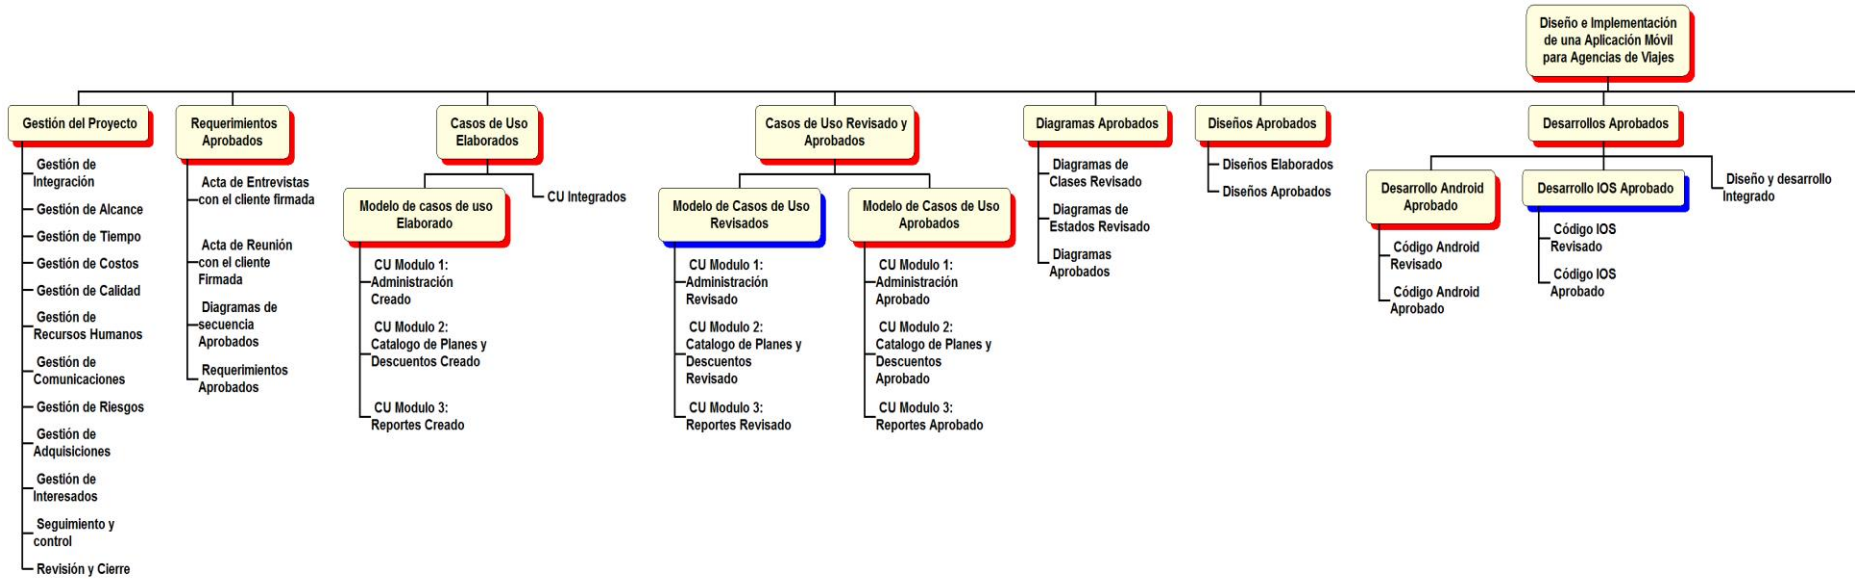 Diseño e Implementación
de una Aplicación Móvil
para Agencias de Viajes
Gestión del Proyecto
Gestión de
Integración
Gestión de Alcance
Gestión de Tiempo
Gestión de Costos
Gestión de Calidad
Gestión de
Recursos Humanos
Gestión de
Comunicaciones
Gestión de Riesgos
Gestión de
Adquisiciones
Gestión de
Interesados
Seguimiento y
control
Revisión y Cierre
Requerimientos
Aprobados
Acta de Entrevistas
con el cliente firmada
Acta de Reunión
con el cliente
Firmada
Diagramas de
secuencia
Aprobados
Requerimientos
Aprobados
Casos de Uso
Elaborados
Modelo de casos de uso
Elaborado
CU Modulo 1:
Administración
Creado
CU Modulo 2:
Catalogo de Planes y
Descuentos Creado
CU Modulo 3:
Reportes Creado
CU Integrados
Casos de Uso Revisado y
Aprobados
Modelo de Casos de Uso
Revisados
CU Modulo 1:
Administración
Revisado
CU Modulo 2:
Catalogo de Planes y
Descuentos
Revisado
CU Modulo 3:
Reportes Revisado
Modelo de Casos de Uso
Aprobados
CU Modulo 1:
Administración
Aprobado
CU Modulo 2:
Catalogo de Planes y
Descuentos
Aprobado
CU Modulo 3:
Reportes Aprobado
Diagramas Aprobados
Diagramas de
Clases Revisado
Diagramas de
Estados Revisado
Diagramas
Aprobados
Diseños Aprobados
Diseños Elaborados
Diseños Aprobados
Desarrollos Aprobados
Desarrollo Android
Aprobado
Código Android
Revisado
Código Android
Aprobado
Desarrollo IOS Aprobado
Código IOS
Revisado
Código IOS
Aprobado
Diseño y desarrollo
Integrado